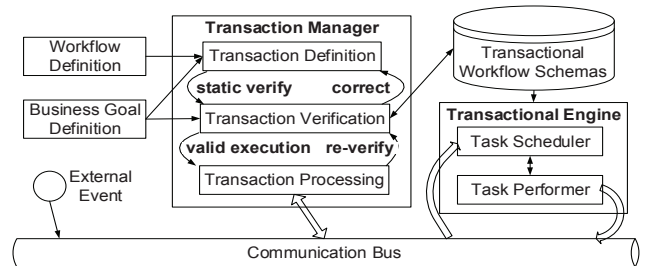 Transaction Manager
Workflow
Definition
Transaction Definition
Transactional
Workflow Schemas
static verify correct
Business Goal
Definition
Transaction Verification
Transactional Engine
valid execution re-verify
Task Scheduler
External
Event
Transaction Processing
Task Performer
Communication Bus